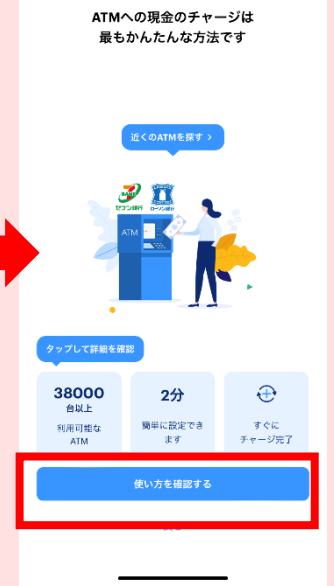 ATMへの現金のチャージは
最もかんたんな方法です
近くのATMを探す >
BANK
セブン銀行
ローソン銀行
ATM
タップして詳細を確認
38000
台以上
利用可能な
ATM
2分
簡単に設定でき
ます
すぐに
チャージ完了
使い方を確認する